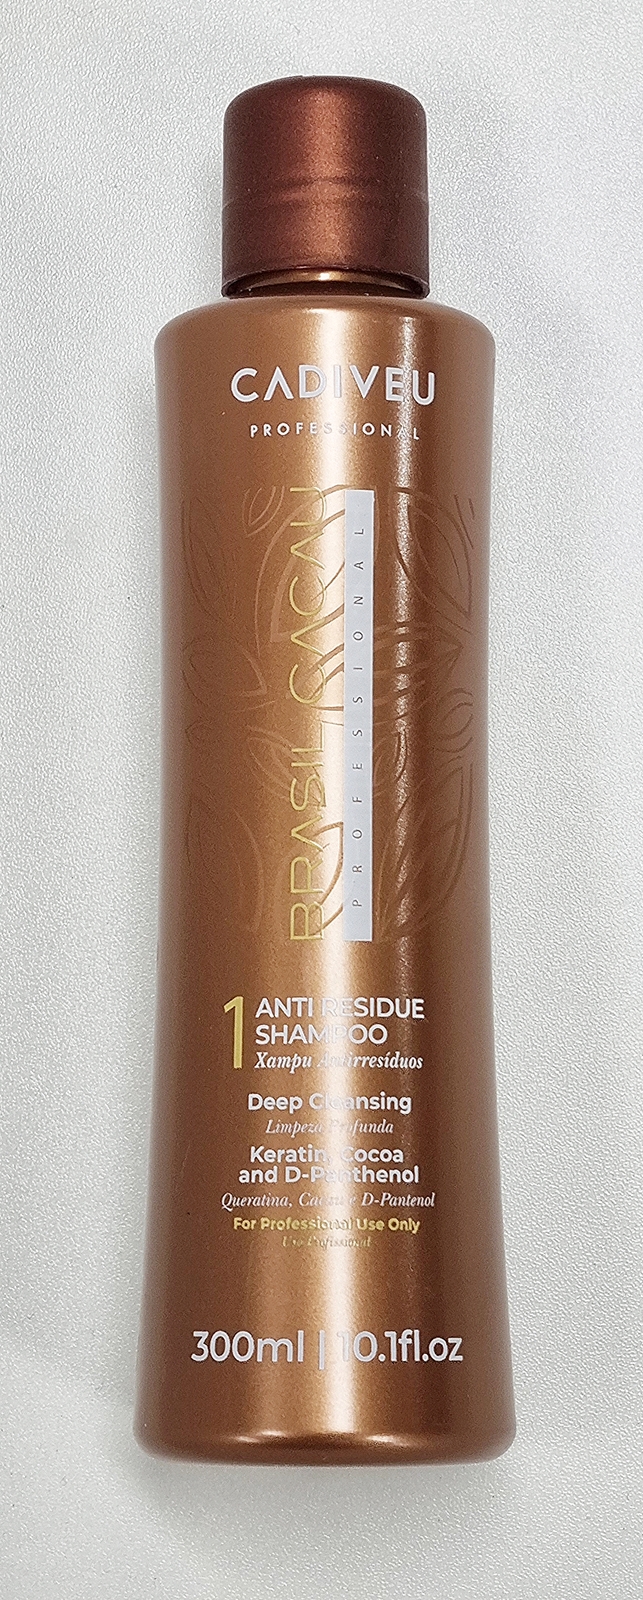 CADIVEU
PROFESSIONAL
BRASIL CACAU
PROFESSIONAL
1 ANTI RESIDUE
SHAMPOO
Xampu Antirresíduos
Deep Cleansing
Limpeza Profunda
Keratin, Cocoa
and D-Panthenol
Queratina, Cacau e D-Pantenol
For Professional Use Only
Uso Profissional
300ml | 10.1fl.oz